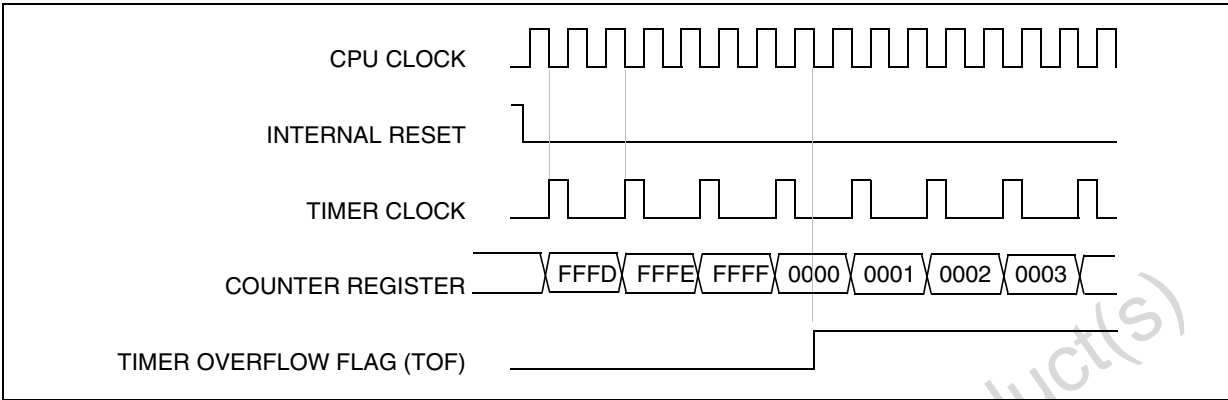 CPU CLOCK
INTERNAL RESET
TIMER CLOCK
COUNTER REGISTER FFFD FFFE FFFF 0000 0001 0002 0003
TIMER OVERFLOW FLAG (TOF)
duct(s)